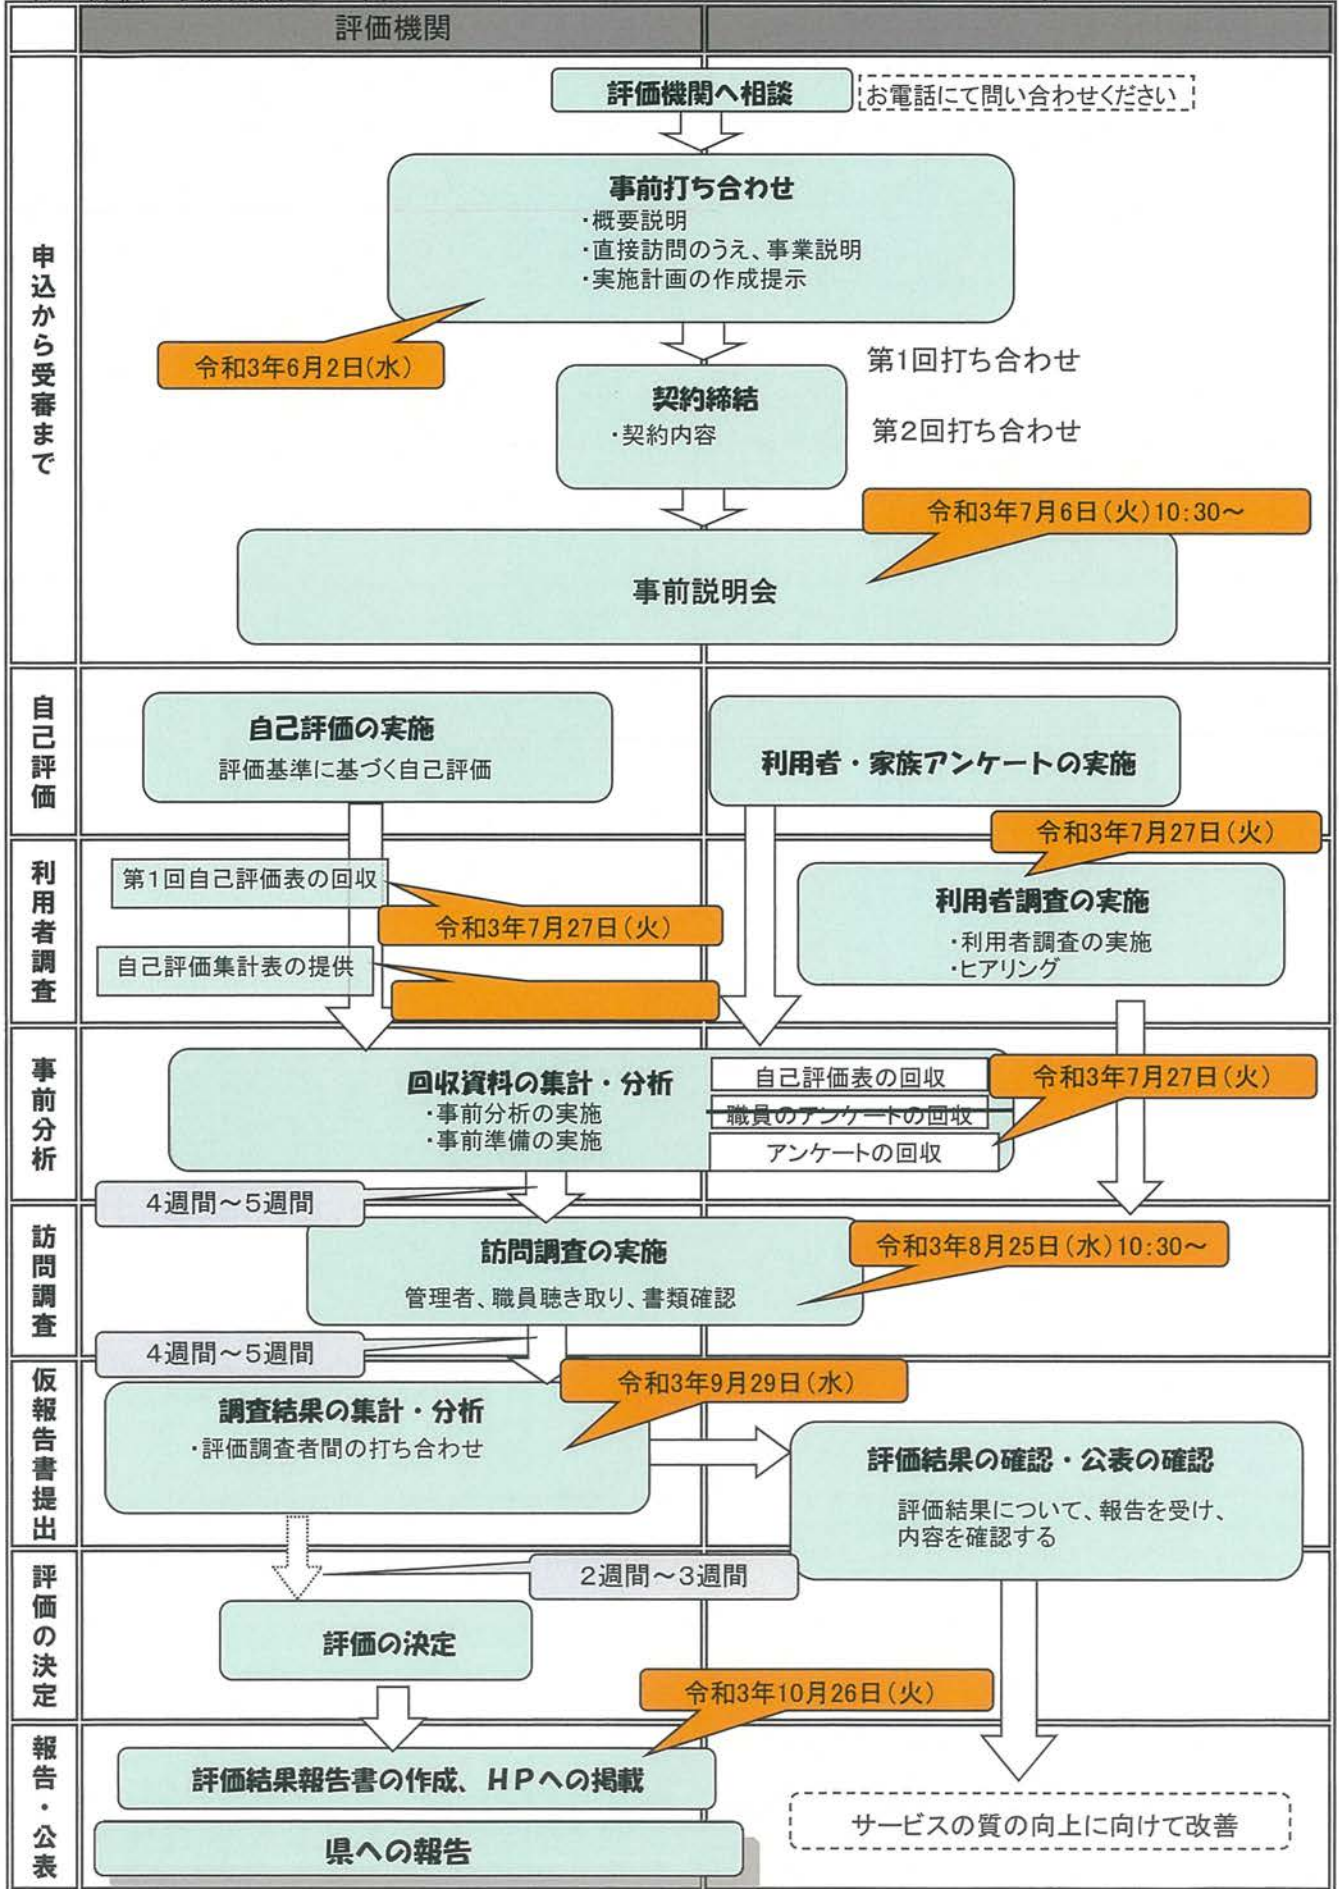 評価機関
申込から受審まで
評価機関へ相談
お電話にて問い合わせください
事前打ち合わせ
・概要説明
・直接訪問のうえ、事業説明
・実施計画の作成提示
令和3年6月2日(水)
第1回打ち合わせ
契約締結
・契約内容
第2回打ち合わせ
令和3年7月6日(火)10:30～
事前説明会
自己評価
自己評価の実施
評価基準に基づく自己評価
利用者・家族アンケートの実施
令和3年7月27日(火)
利用者調査
第1回自己評価表の回収
令和3年7月27日(火)
自己評価集計表の提供
利用者調査の実施
・利用者調査の実施
・ヒアリング
事前分析
回収資料の集計・分析
・事前分析の実施
・事前準備の実施
自己評価表の回収
職員のアンケートの回収
アンケートの回収
令和3年7月27日(火)
4週間～5週間
訪問調査
訪問調査の実施
管理者、職員聴き取り、書類確認
令和3年8月25日(水)10:30～
4週間～5週間
仮報告書提出
令和3年9月29日(水)
調査結果の集計・分析
・評価調査者間の打ち合わせ
評価結果の確認・公表の確認
評価結果について、報告を受け、
内容を確認する
評価の決定
2週間～3週間
評価の決定
令和3年10月26日(火)
報告・公表
評価結果報告書の作成、HPへの掲載
県への報告
サービスの質の向上に向けて改善